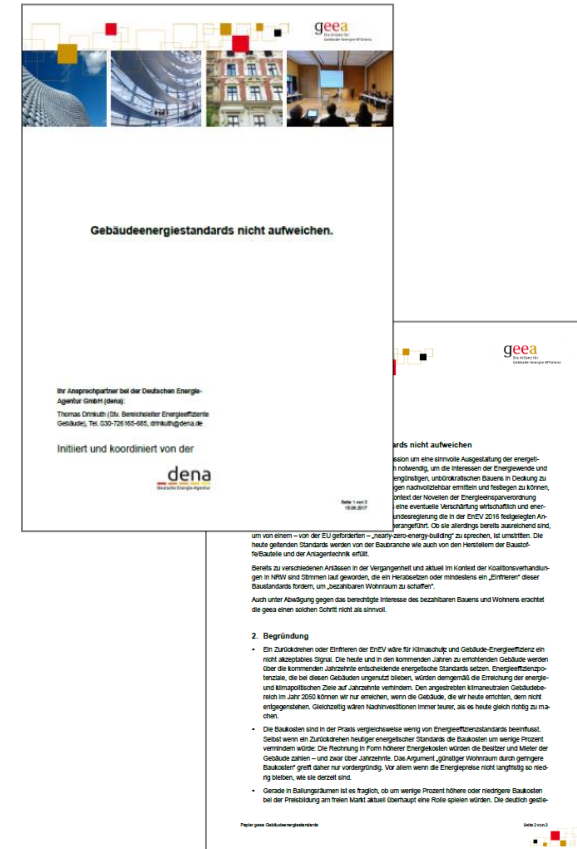 geea
Die Allianz für
Gebäude-Energie-Effizienz
Gebäudeenergiestandards nicht aufweichen.
Ihr Ansprechpartner bei der Deutschen Energie-
Agentur GmbH (dena):
Thomas Drinkuth (Stv. Bereichsleiter Energieeffiziente
Gebäude), Tel. 030-726165-685, drinkuth@dena.de
Initiiert und koordiniert von der
dena
Deutsche Energie-Agentur
Seite 1 von 3
geea
Die Allianz für
Gebäude-Energie-Effizienz
ards nicht aufweichen
ssion um eine sinnvolle Ausgestaltung der energeti-
h notwendig, um die Interessen der Energiewende und
engünstigen, unbürokratischen Bauens in Deckung zu
gen nachvollziehbar ermitteln und festlegen zu können,
ontext der Novellen der Energieeinsparverordnung
s eine eventuelle Verschärfung wirtschaftlich und ener-
undesregierung die in der EnEV 2016 festgelegten An-
herangeführt. Ob sie allerdings bereits ausreichend sind,
um von einem – von der EU geforderten – „nearly-zero-energy-building“ zu sprechen, ist umstritten. Die
heute geltenden Standards werden von der Baubranche wie auch von den Herstellern der Baustof-
fe/Bauteile und der Anlagentechnik erfüllt.
Bereits zu verschiedenen Anlässen in der Vergangenheit und aktuell im Kontext der Koalitionsverhandlun-
gen in NRW sind Stimmen laut geworden, die ein Herabsetzen oder mindestens ein „Einfrieren“ dieser
Baustandards fordern, um „bezahlbaren Wohnraum zu schaffen“.
Auch unter Abwägung gegen das berechtigte Interesse des bezahlbaren Bauens und Wohnens erachtet
die geea einen solchen Schritt nicht als sinnvoll.
2. Begründung
• Ein Zurückdrehen oder Einfrieren der EnEV wäre für Klimaschutz und Gebäude-Energieeffizienz ein
nicht akzeptables Signal. Die heute und in den kommenden Jahren zu errichtenden Gebäude werden
über die kommenden Jahrzehnte entscheidende energetische Standards setzen. Energieeffizienzpo-
tenziale, die bei diesen Gebäuden ungenutzt blieben, würden demgemäß die Erreichung der energie-
und klimapolitischen Ziele auf Jahrzehnte verhindern. Den angestrebten klimaneutralen Gebäudebe-
reich im Jahr 2050 können wir nur erreichen, wenn die Gebäude, die wir heute errichten, dem nicht
entgegenstehen. Gleichzeitig wären Nachinvestitionen immer teurer, als es heute gleich richtig zu ma-
chen.
• Die Baukosten sind in der Praxis vergleichsweise wenig von Energieeffizienzstandards beeinflusst.
Selbst wenn ein Zurückdrehen heutiger energetischer Standards die Baukosten um wenige Prozent
vermindern würde: Die Rechnung in Form höherer Energiekosten würden die Besitzer und Mieter der
Gebäude zahlen – und zwar über Jahrzehnte. Das Argument „günstiger Wohnraum durch geringere
Baukosten“ greift daher nur vordergründig. Vor allem wenn die Energiepreise nicht langfristig so nied-
rig bleiben, wie sie derzeit sind.
• Gerade in Ballungsräumen ist es fraglich, ob um wenige Prozent höhere oder niedrigere Baukosten
bei der Preisbildung am freien Markt aktuell überhaupt eine Rolle spielen würden. Die deutlich gestie-
Papier geea Gebäudeenergiestandards
Seite 2 von 3